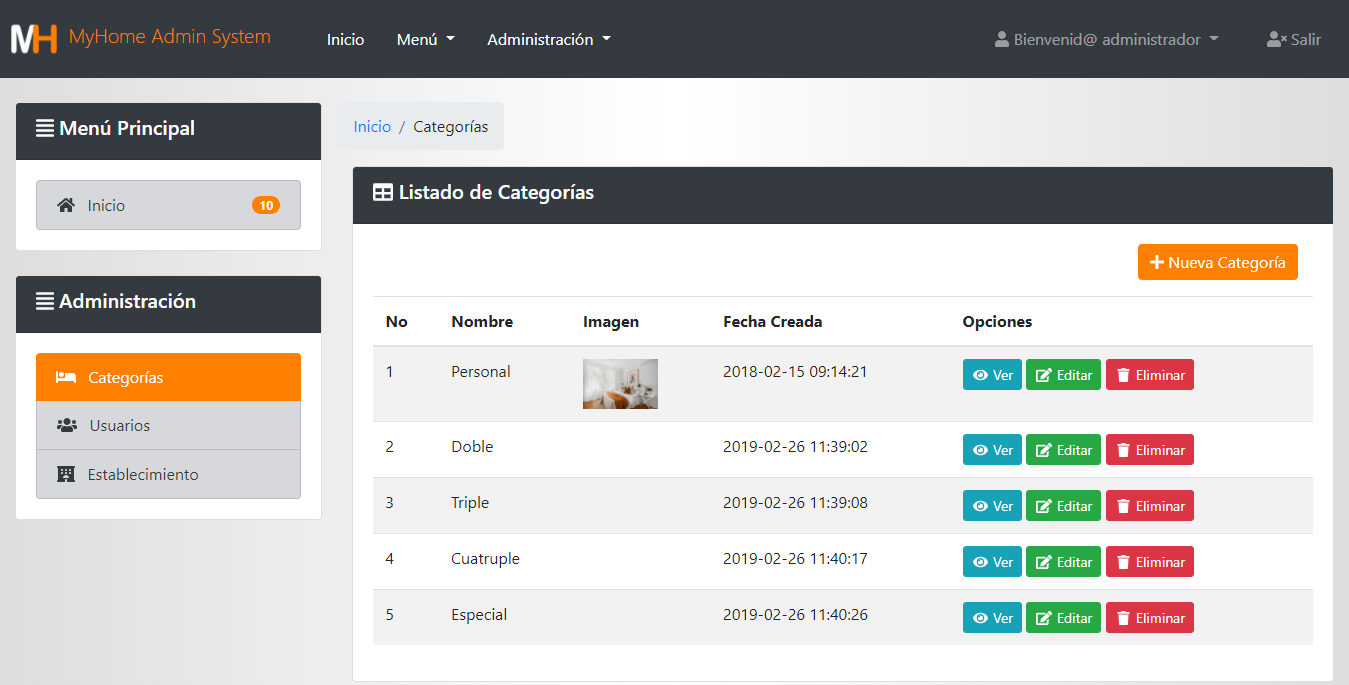 MH MyHome Admin System Inicio Menú Administración Bienvenid@ administrador Salir
Menú Principal
Inicio 10
Administración
Categorías
Usuarios
Establecimiento
Inicio / Categorías
Listado de Categorías
Nueva Categoría
No Nombre Imagen Fecha Creada Opciones
1 Personal 2018-02-15 09:14:21 Ver Editar Eliminar
2 Doble 2019-02-26 11:39:02 Ver Editar Eliminar
3 Triple 2019-02-26 11:39:08 Ver Editar Eliminar
4 Cuatruple 2019-02-26 11:40:17 Ver Editar Eliminar
5 Especial 2019-02-26 11:40:26 Ver Editar Eliminar